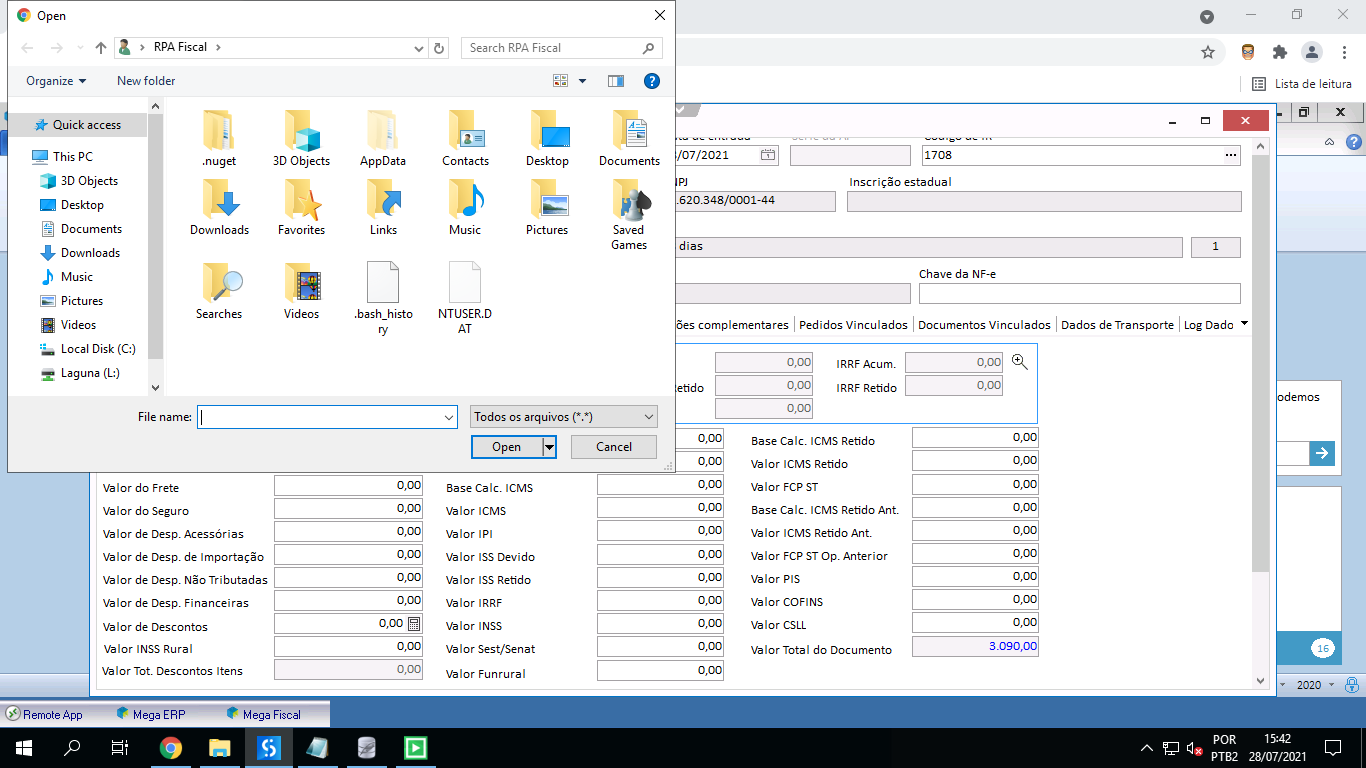 Open
RPA Fiscal
Search RPA Fiscal
Organize
New folder
Quick access
This PC
3D Objects
Desktop
Documents
Downloads
Music
Pictures
Videos
Local Disk (C:)
Laguna (L:)
.nuget
3D Objects
AppData
Contacts
Desktop
Documents
Downloads
Favorites
Links
Music
Pictures
Saved
Games
Searches
Videos
.bash_histo
ry
NTUSER.D
AT
File name:
Todos os arquivos (*.*)
Open
Cancel
Lista de leitura
/07/2021
1708
NPJ
Inscrição estadual
.620.348/0001-44
dias
1
Chave da NF-e
ões complementares
Pedidos Vinculados
Documentos Vinculados
Dados de Transporte
Log Dado
0,00
IRRF Acum.
0,00
Retido
0,00
IRRF Retido
0,00
0,00
0,00
Base Calc. ICMS Retido
0,00
0,00
Valor ICMS Retido
0,00
Valor do Frete
0,00
Base Calc. ICMS
0,00
Valor FCP ST
0,00
Valor do Seguro
0,00
Valor ICMS
0,00
Base Calc. ICMS Retido Ant.
0,00
Valor de Desp. Acessórias
0,00
Valor IPI
0,00
Valor ICMS Retido Ant.
0,00
Valor de Desp. de Importação
0,00
Valor ISS Devido
0,00
Valor FCP ST Op. Anterior
0,00
Valor de Desp. Não Tributadas
0,00
Valor ISS Retido
0,00
Valor PIS
0,00
Valor de Desp. Financeiras
0,00
Valor IRRF
0,00
Valor COFINS
0,00
Valor de Descontos
0,00
Valor INSS
0,00
Valor CSLL
0,00
Valor INSS Rural
0,00
Valor Sest/Senat
0,00
Valor Total do Documento
3.090,00
Valor Tot. Descontos Itens
0,00
Valor Funrural
0,00
odemos
16
2020
Remote App
Mega ERP
Mega Fiscal
POR
PTB2
15:42
28/07/2021